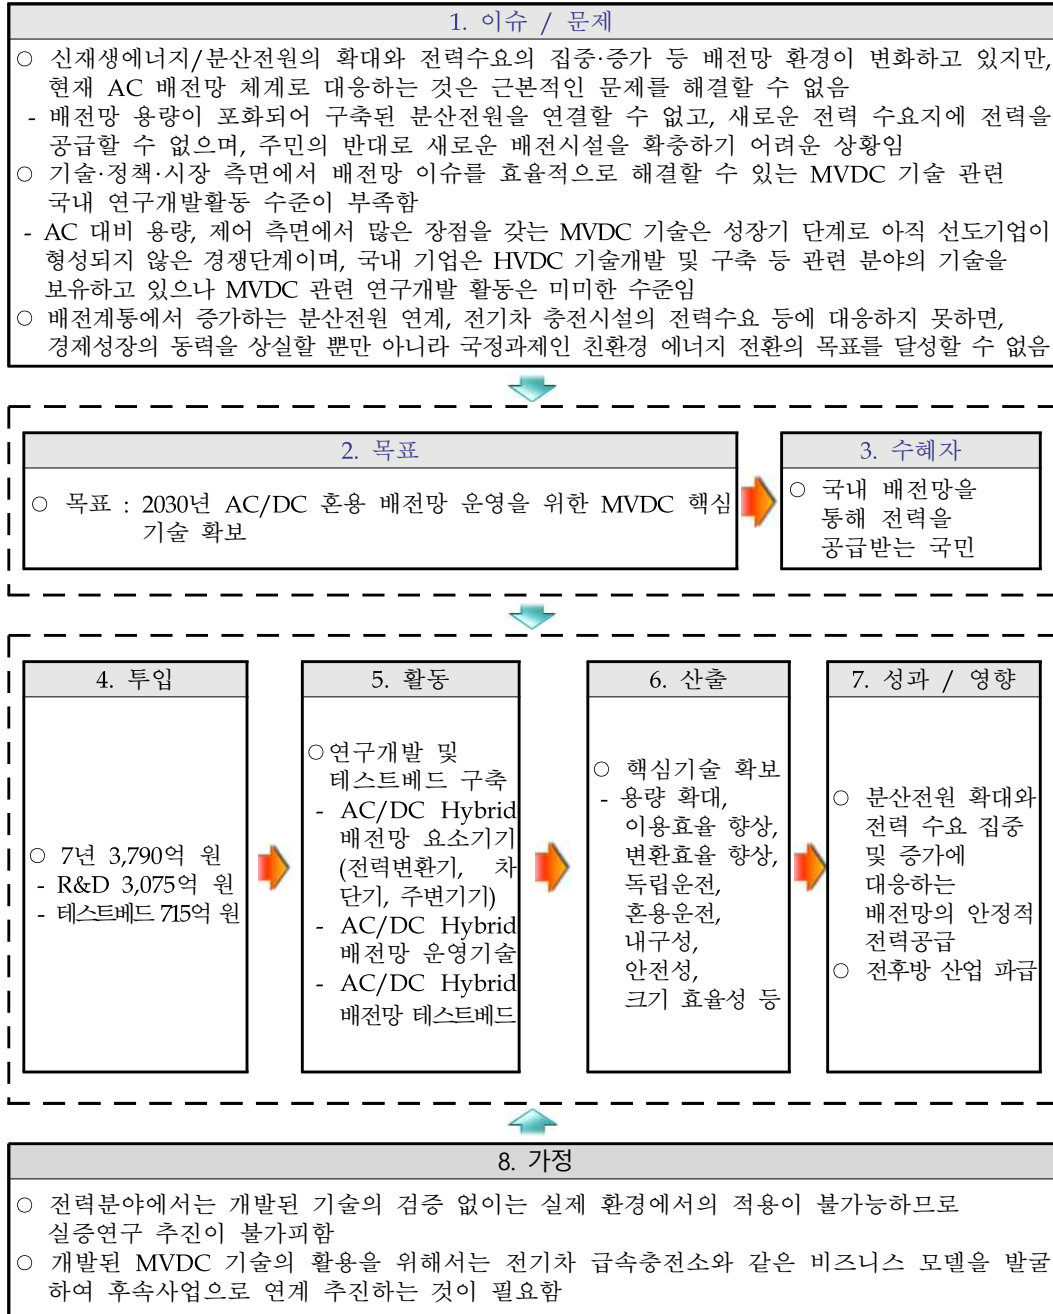 1. 이슈 / 문제
○ 신재생에너지/분산전원의 확대와 전력수요의 집중·증가 등 배전망 환경이 변화하고 있지만,
현재 AC 배전망 체계로 대응하는 것은 근본적인 문제를 해결할 수 없음
- 배전망 용량이 포화되어 구축된 분산전원을 연결할 수 없고, 새로운 전력 수요지에 전력을
공급할 수 없으며, 주민의 반대로 새로운 배전시설을 확충하기 어려운 상황임
○ 기술·정책·시장 측면에서 배전망 이슈를 효율적으로 해결할 수 있는 MVDC 기술 관련
국내 연구개발활동 수준이 부족함
- AC 대비 용량, 제어 측면에서 많은 장점을 갖는 MVDC 기술은 성장기 단계로 아직 선도기업이
형성되지 않은 경쟁단계이며, 국내 기업은 HVDC 기술개발 및 구축 등 관련 분야의 기술을
보유하고 있으나 MVDC 관련 연구개발 활동은 미미한 수준임
○ 배전계통에서 증가하는 분산전원 연계, 전기차 충전시설의 전력수요 등에 대응하지 못하면,
경제성장의 동력을 상실할 뿐만 아니라 국정과제인 친환경 에너지 전환의 목표를 달성할 수 없음
2. 목표
○ 목표 : 2030년 AC/DC 혼용 배전망 운영을 위한 MVDC 핵심
기술 확보
3. 수혜자
○ 국내 배전망을
통해 전력을
공급받는 국민
4. 투입
○ 7년 3,790억 원
- R&D 3,075억 원
- 테스트베드 715억 원
5. 활동
○ 연구개발 및
테스트베드 구축
- AC/DC Hybrid
배전망 요소기기
(전력변환기, 차
단기, 주변기기)
- AC/DC Hybrid
배전망 운영기술
- AC/DC Hybrid
배전망 테스트베드
6. 산출
○ 핵심기술 확보
- 용량 확대,
이용효율 향상,
변환효율 향상,
독립운전,
혼용운전,
내구성,
안전성,
크기 효율성 등
7. 성과 / 영향
○ 분산전원 확대와
전력 수요 집중
및 증가에
대응하는
배전망의 안정적
전력공급
○ 전후방 산업 파급
8. 가정
○ 전력분야에서는 개발된 기술의 검증 없이는 실제 환경에서의 적용이 불가능하므로
실증연구 추진이 불가피함
○ 개발된 MVDC 기술의 활용을 위해서는 전기차 급속충전소와 같은 비즈니스 모델을 발굴
하여 후속사업으로 연계 추진하는 것이 필요함